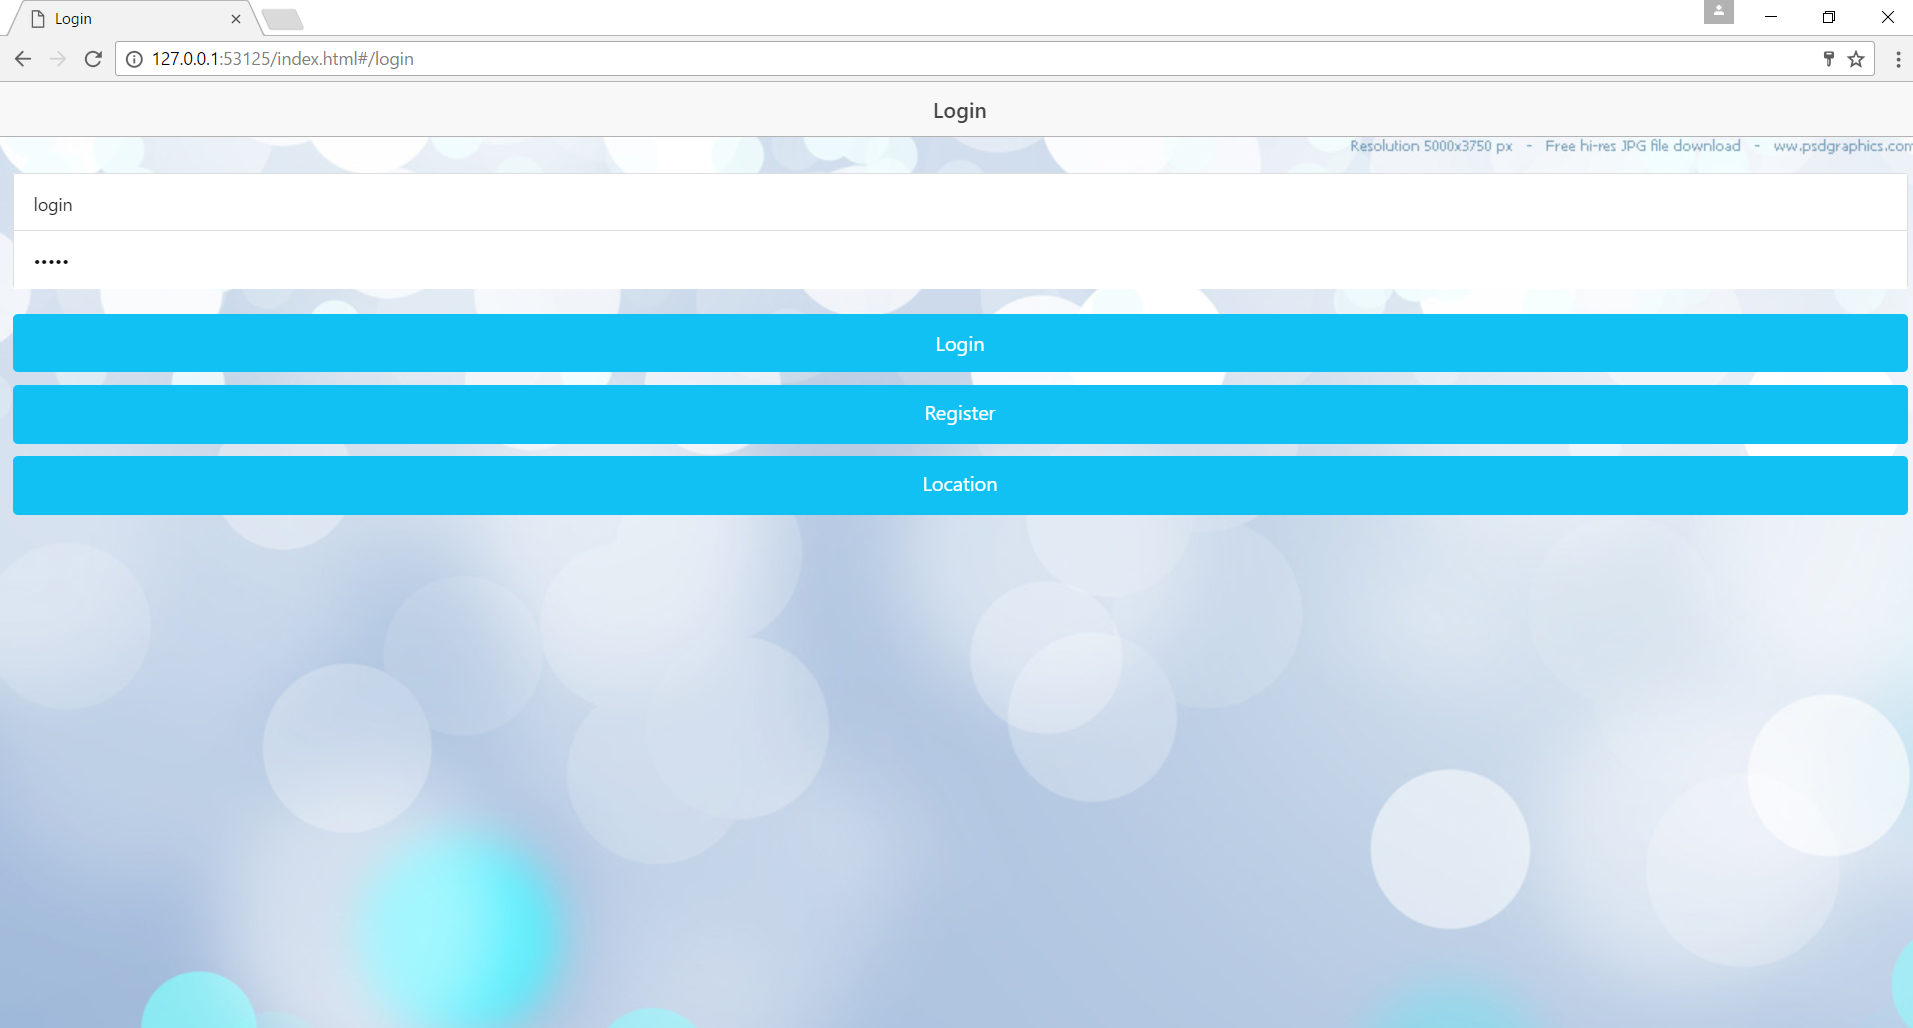 Login
127.0.0.1:53125/index.html#/login
Login
Resolution 5000x3750 px - Free hi-res JPG file download - ww.psdgraphics.com
login
•••••
Login
Register
Location